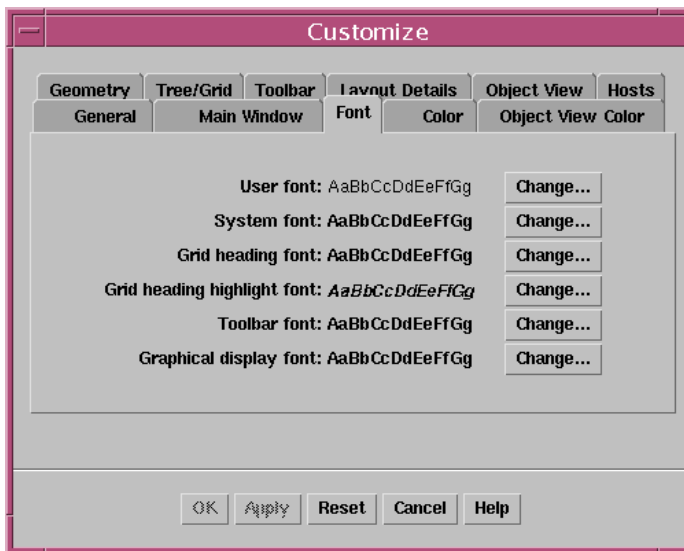 Customize
Geometry Tree/Grid Toolbar Layout Details Object View Hosts
General Main Window Font Color Object View Color
User font: AaBbCcDdEeFfGg Change...
System font: AaBbCcDdEeFfGg Change...
Grid heading font: AaBbCcDdEeFfGg Change...
Grid heading highlight font: AaBbCcDdEeFfGg Change...
Toolbar font: AaBbCcDdEeFfGg Change...
Graphical display font: AaBbCcDdEeFfGg Change...
OK Apply Reset Cancel Help